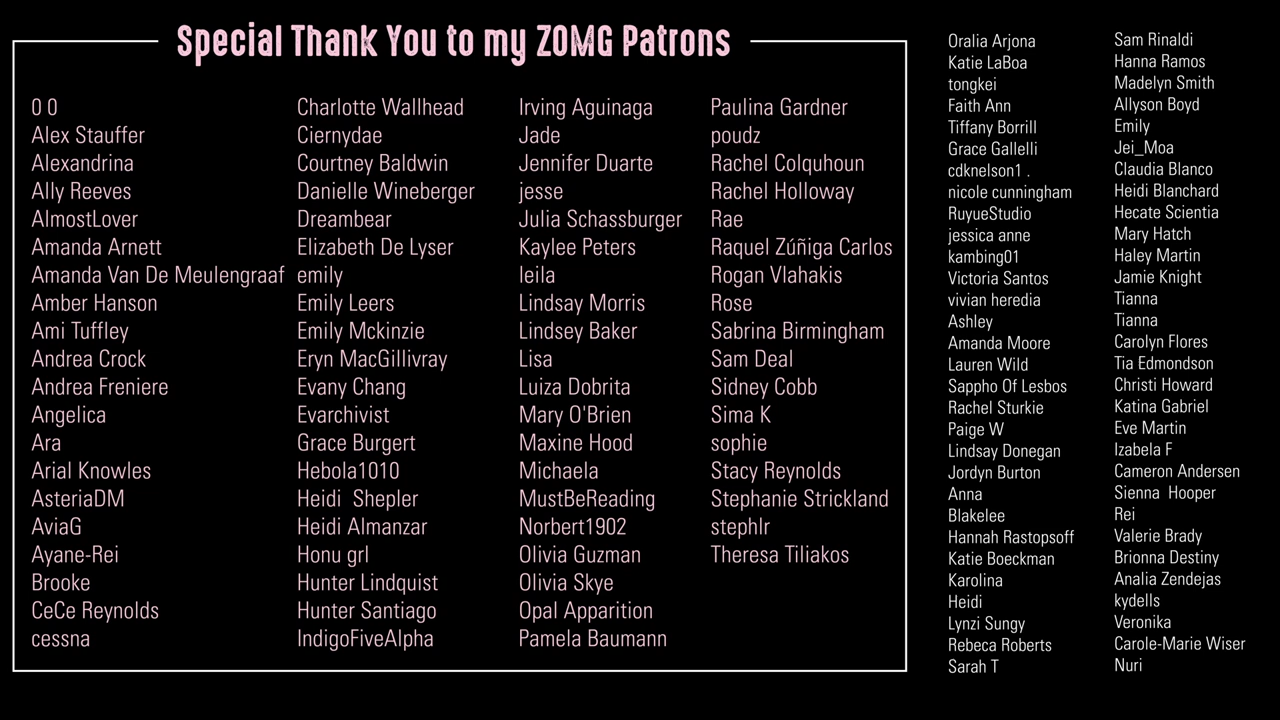 Special Thank You to my ZOMG Patrons
0 0
Alex Stauffer
Alexandrina
Ally Reeves
AlmostLover
Amanda Arnett
Amanda Van De Meulengraaf
Amber Hanson
Ami Tuffley
Andrea Crock
Andrea Freniere
Angelica
Ara
Arial Knowles
AsteriaDM
AviaG
Ayane-Rei
Brooke
CeCe Reynolds
cessna
Charlotte Wallhead
Ciernydae
Courtney Baldwin
Danielle Wineberger
Dreambear
Elizabeth De Lyser
emily
Emily Leers
Emily Mckinzie
Eryn MacGillivray
Evany Chang
Evarchivist
Grace Burgert
Hebola1010
Heidi  Shepler
Heidi Almanzar
Honu grl
Hunter Lindquist
Hunter Santiago
IndigoFiveAlpha
Irving Aguinaga
Jade
Jennifer Duarte
jesse
Julia Schassburger
Kaylee Peters
leila
Lindsay Morris
Lindsey Baker
Lisa
Luiza Dobrita
Mary O'Brien
Maxine Hood
Michaela
MustBeReading
Norbert1902
Olivia Guzman
Olivia Skye
Opal Apparition
Pamela Baumann
Paulina Gardner
poudz
Rachel Colquhoun
Rachel Holloway
Rae
Raquel Zúñiga Carlos
Rogan Vlahakis
Rose
Sabrina Birmingham
Sam Deal
Sidney Cobb
Sima K
sophie
Stacy Reynolds
Stephanie Strickland
stephlr
Theresa Tiliakos
Oralia Arjona
Katie LaBoa
tongkei
Faith Ann
Tiffany Borrill
Grace Gallelli
cdknelson1 .
nicole cunningham
RuyueStudio
jessica anne
kambing01
Victoria Santos
vivian heredia
Ashley
Amanda Moore
Lauren Wild
Sappho Of Lesbos
Rachel Sturkie
Paige W
Lindsay Donegan
Jordyn Burton
Anna
Blakelee
Hannah Rastopsoff
Katie Boeckman
Karolina
Heidi
Lynzi Sungy
Rebeca Roberts
Sarah T
Sam Rinaldi
Hanna Ramos
Madelyn Smith
Allyson Boyd
Emily
Jei_Moa
Claudia Blanco
Heidi Blanchard
Hecate Scientia
Mary Hatch
Haley Martin
Jamie Knight
Tianna
Tianna
Carolyn Flores
Tia Edmondson
Christi Howard
Katina Gabriel
Eve Martin
Izabela F
Cameron Andersen
Sienna  Hooper
Rei
Valerie Brady
Brionna Destiny
Analia Zendejas
kydells
Veronika
Carole-Marie Wiser
Nuri